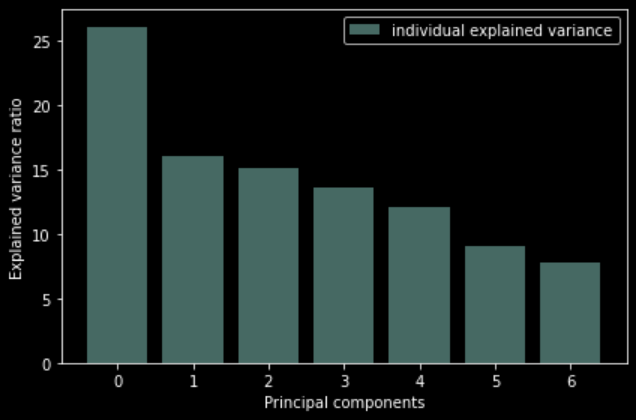 individual explained variance
Explained variance ratio
25
20
15
10
5
0
0 1 2 3 4 5 6
Principal components